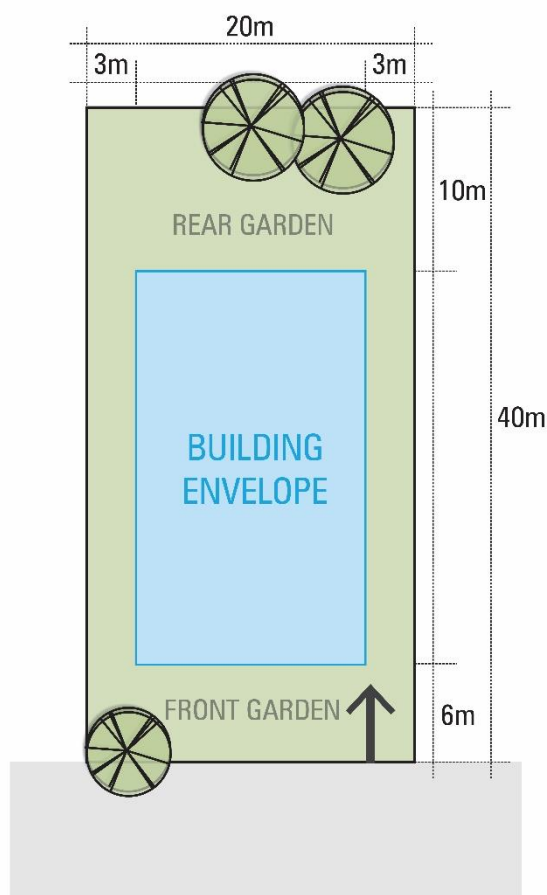 20m
3m
3m
10m
REAR GARDEN
40m
BUILDING
ENVELOPE
FRONT GARDEN
6m